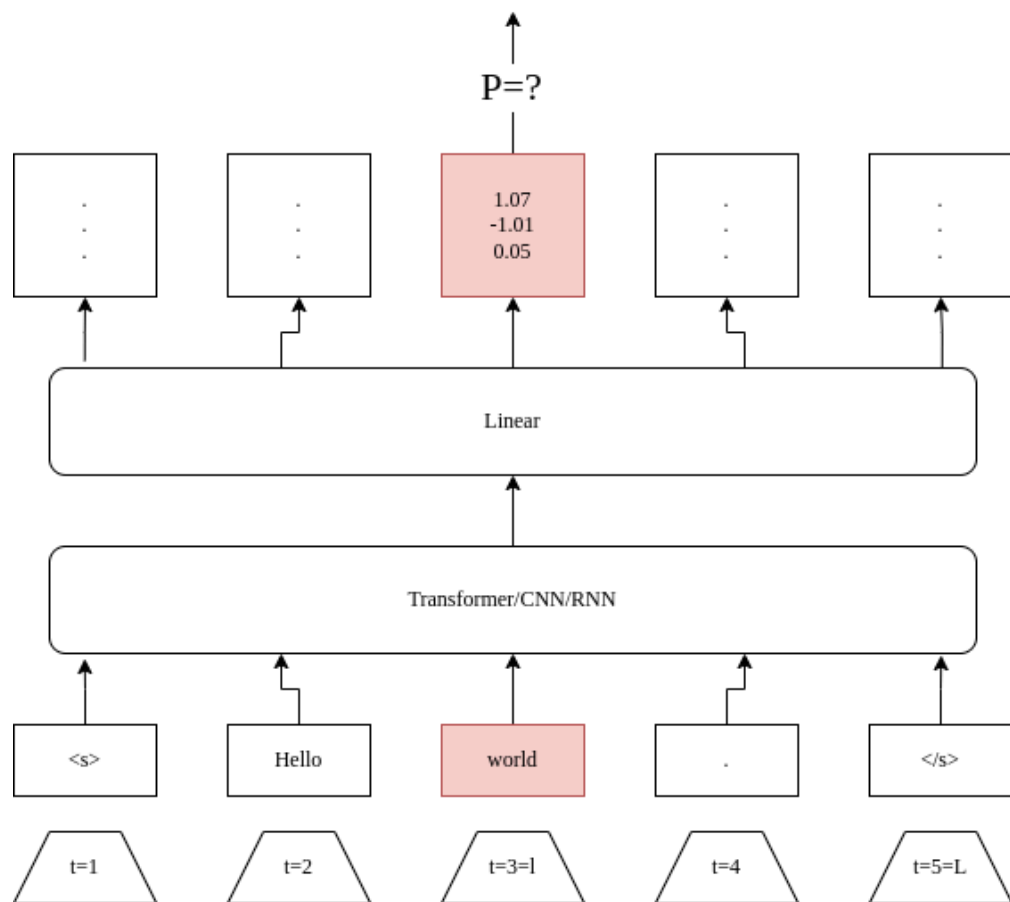 P=?
. . 1.07 . .
. . -1.01 . .
. . 0.05 . .
Linear
Transformer/CNN/RNN
<s> Hello world . </s>
t=1 t=2 t=3=l t=4 t=5=L